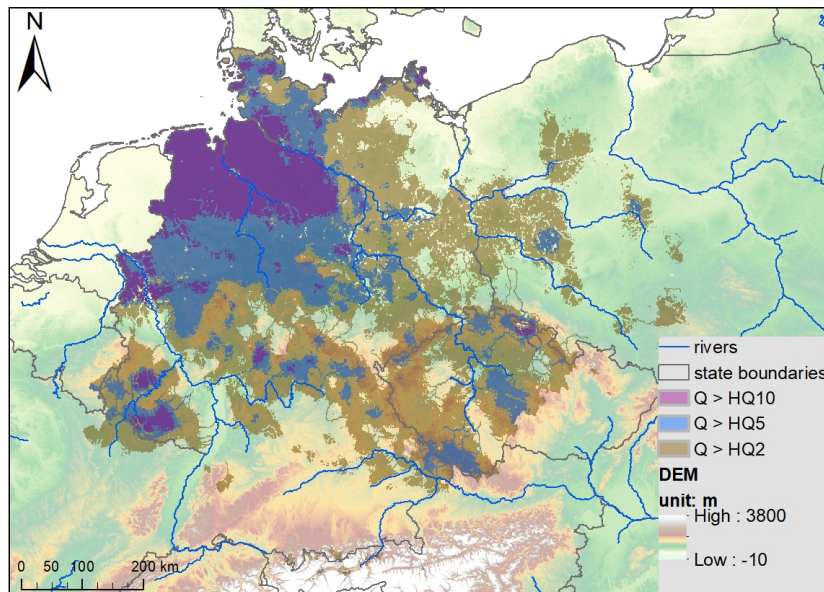 N
rivers
state boundaries
Q > HQ10
Q > HQ5
Q > HQ2
DEM
unit: m
High : 3800
Low : -10
0 50 100 200 km